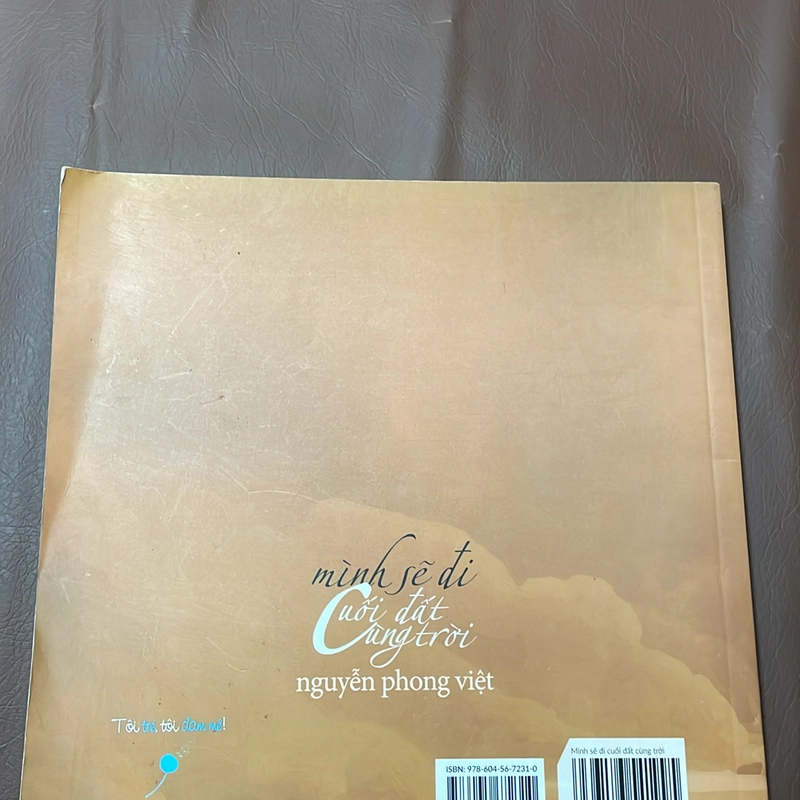 mình sẽ đi
Cuối đất
Cùng trời
nguyễn phong việt
Tôi trẻ, tôi đam mê!
ISBN: 978-604-56-7231-0
Mình sẽ đi cuối đất cùng trời